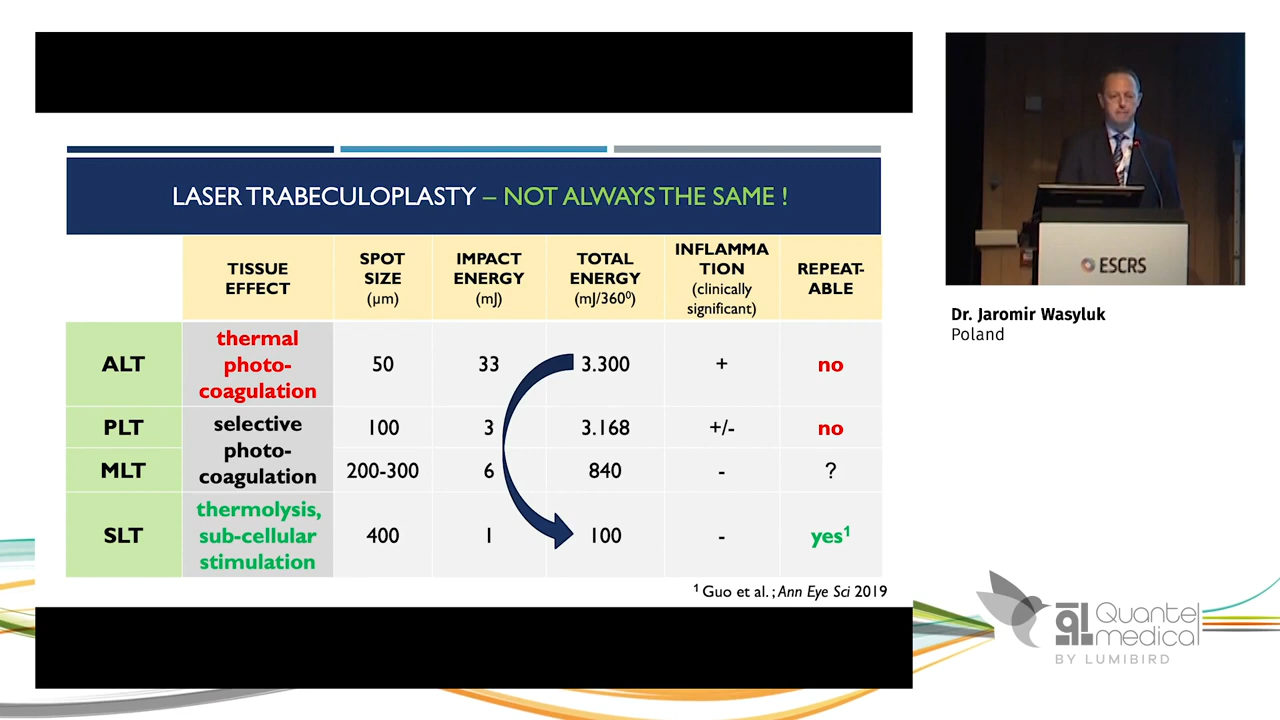 LASER TRABECULOPLASTY – NOT ALWAYS THE SAME !
TISSUE
EFFECT
SPOT
SIZE
(µm)
IMPACT
ENERGY
(mJ)
TOTAL
ENERGY
(mJ/360⁰)
INFLAMMA
TION
(clinically
significant)
REPEAT-
ABLE
ALT
thermal
photo-
coagulation
50
33
3.300
+
no
PLT
selective
photo-
coagulation
100
3
3.168
+/-
no
MLT
200-300
6
840
-
?
SLT
thermolysis,
sub-cellular
stimulation
400
1
100
-
yes¹
¹ Guo et al. ; Ann Eye Sci 2019
ESCRS
Dr. Jaromir Wasyluk
Poland
Quantel
medical
BY LUMIBIRD